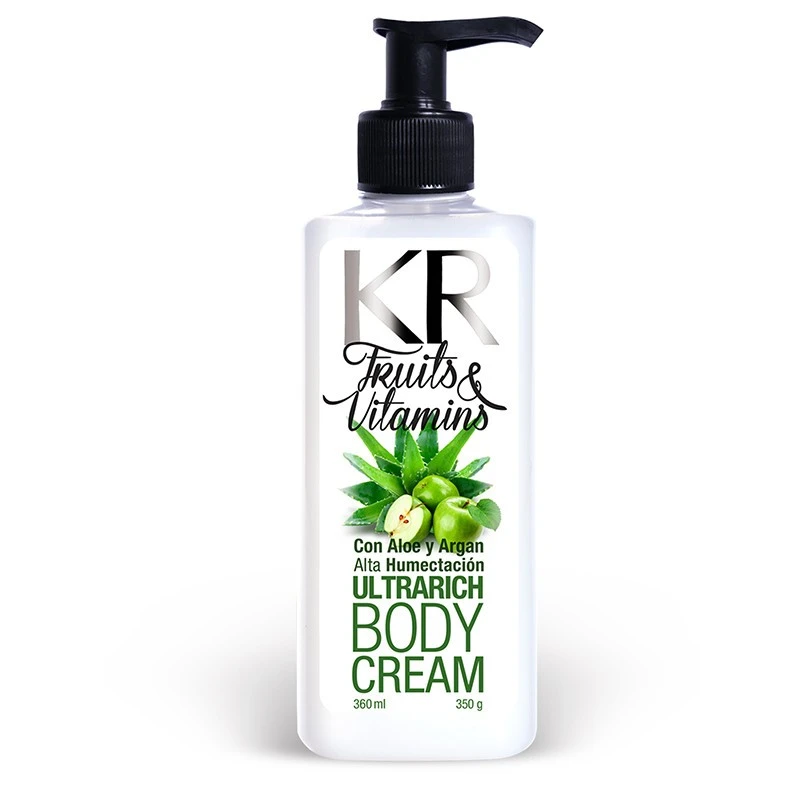 KR
Fruits &
Vitamins
Con Aloe y Argan
Alta Humectación
ULTRARICH
BODY
CREAM
360 ml 350 g